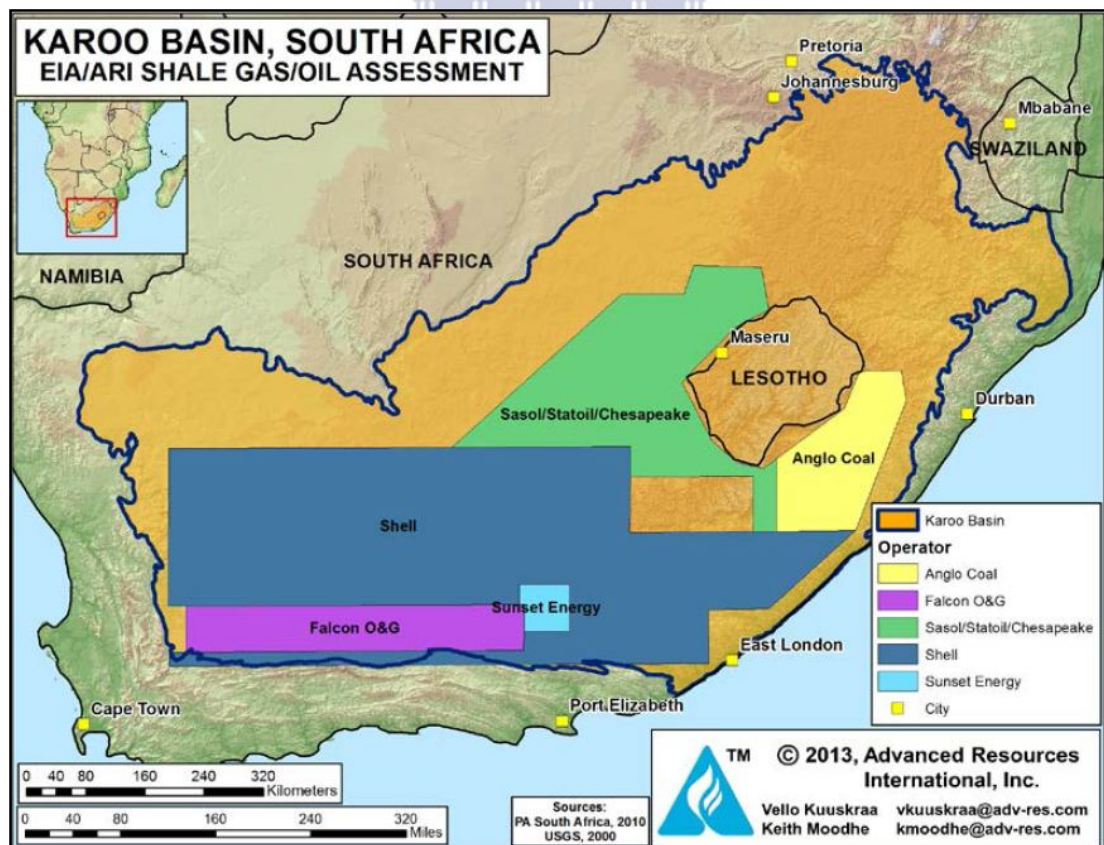 KAROO BASIN, SOUTH AFRICA
EIA/ARI SHALE GAS/OIL ASSESSMENT
Pretoria
Johannesburg
Mbabane
SWAZILAND
NAMIBIA
SOUTH AFRICA
Maseru
LESOTHO
Durban
Sasol/Statoil/Chesapeake
Anglo Coal
Shell
Sunset Energy
Falcon O&G
East London
Cape Town
Port Elizabeth
Karoo Basin
Operator
Anglo Coal
Falcon O&G
Sasol/Statoil/Chesapeake
Shell
Sunset Energy
City
0 40 80 160 240 320
Kilometers
0 40 80 160 240 320
Miles
Sources:
PA South Africa, 2010
USGS, 2000
TM
© 2013, Advanced Resources
International, Inc.
Vello Kuuskraa vkuuskraa@adv-res.com
Keith Moodhe kmoodhe@adv-res.com